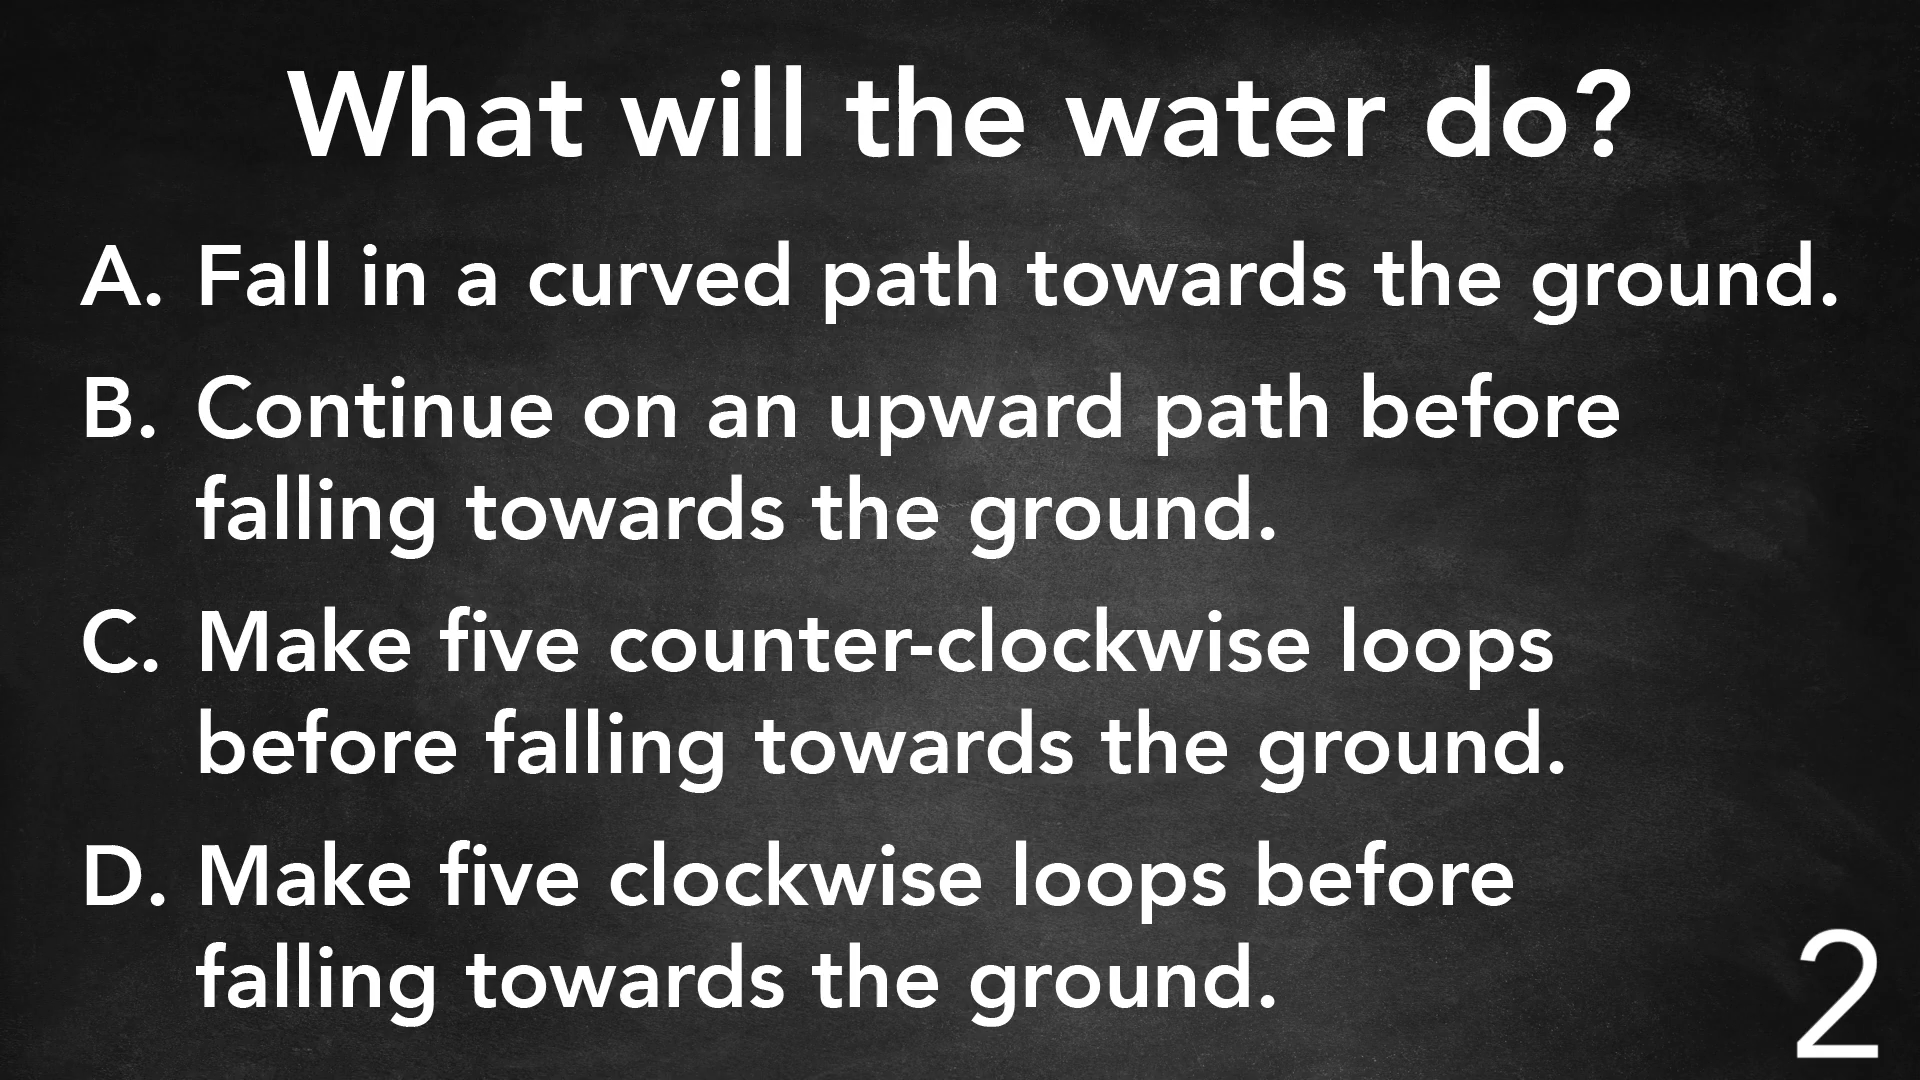 What will the water do?
A. Fall in a curved path towards the ground.
B. Continue on an upward path before
falling towards the ground.
C. Make five counter-clockwise loops
before falling towards the ground.
D. Make five clockwise loops before
falling towards the ground.
2